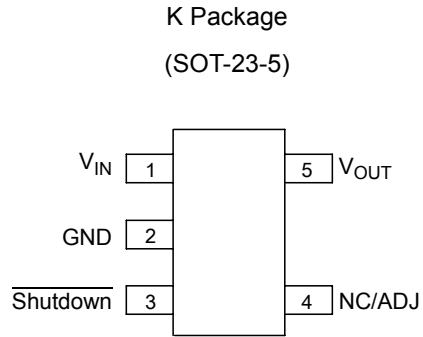 K Package
(SOT-23-5)
VIN 1 5 VOUT
GND 2
Shutdown 3 4 NC/ADJ